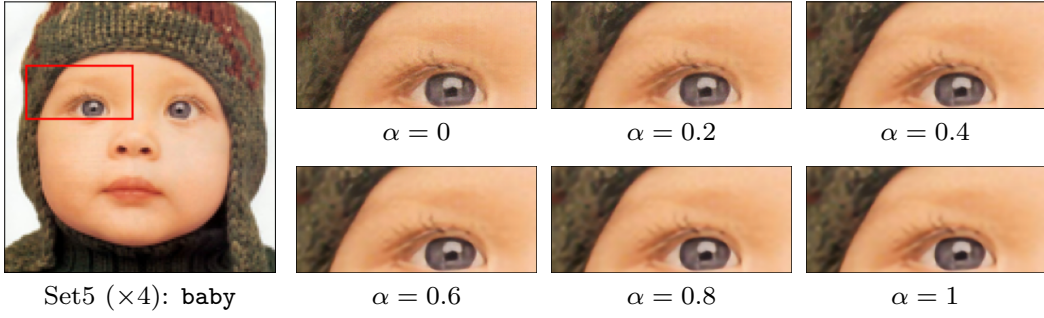 α = 0
α = 0.2
α = 0.4
Set5 (×4): baby
α = 0.6
α = 0.8
α = 1